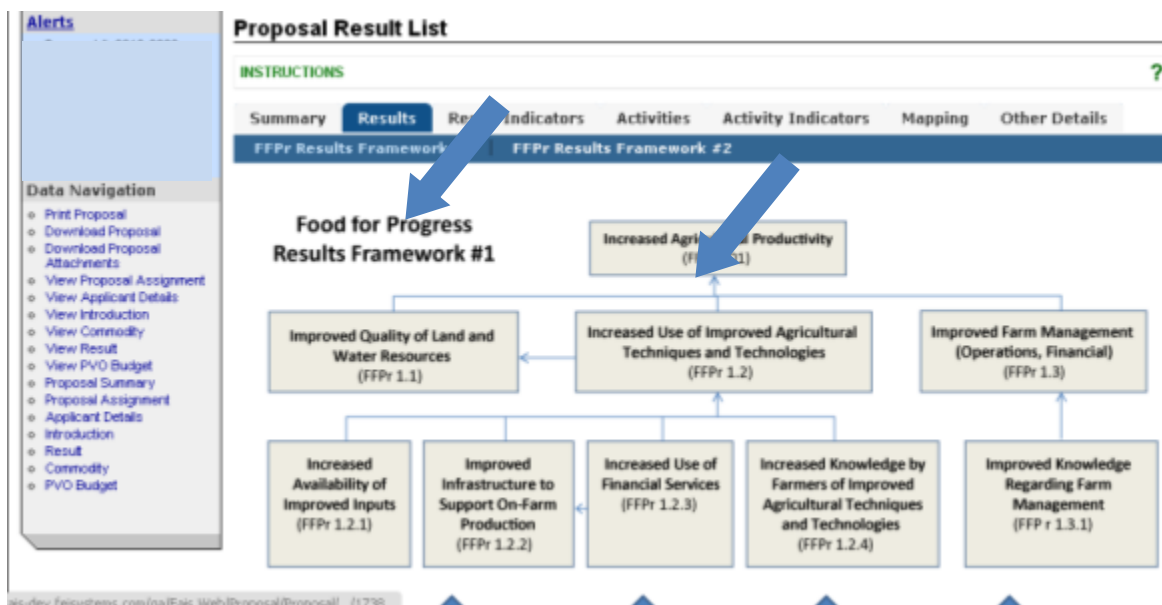 Alerts
Proposal Result List
INSTRUCTIONS
?
Summary
Results
Indicators
Activities
Activity Indicators
Mapping
Other Details
FFPr Results
FFPr Results Framework #2
Data Navigation
Print Proposal
Download Proposal
Download Proposal
Attachments
View Proposal Assignment
View Applicant Details
View Introduction
View Commodity
View Result
View PVO Budget
Proposal Summary
Proposal Assignment
Applicant Details
Introduction
Result
Commodity
PVO Budget
Food for Progress
Results Framework #1
Increased Productivity
Improved Quality of Land and
Water Resources
(FFPr 1.1)
Increased Use of Improved Agricultural
Techniques and Technologies
(FFPr 1.2)
Improved Farm Management
(Operations, Financial)
(FFPr 1.3)
Increased
Availability of
Improved Inputs
(FFPr 1.2.1)
Improved
Infrastructure to
Support On-Farm
Production
(FFPr 1.2.2)
Increased Use of
Financial Services
(FFPr 1.2.3)
Increased Knowledge by
Farmers of Improved
Agricultural Techniques
and Technologies
(FFPr 1.2.4)
Improved Knowledge
Regarding Farm
Management
(FFP r 1.3.1)